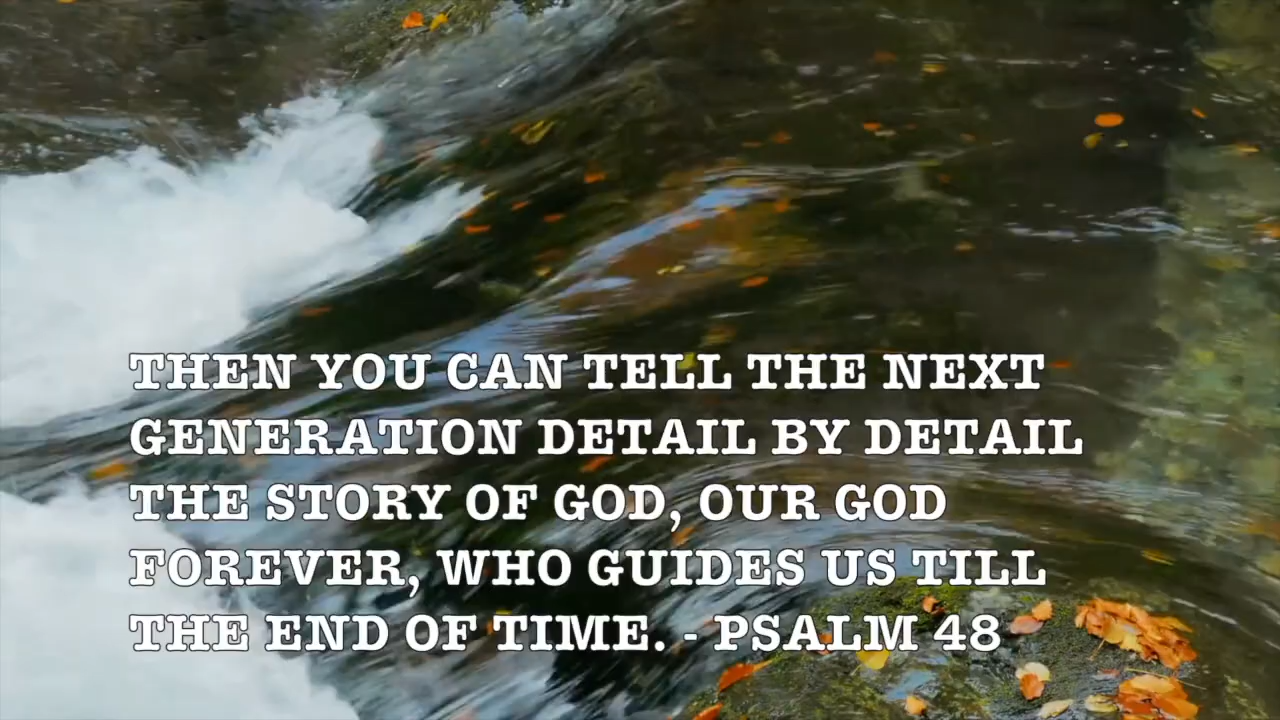 THEN YOU CAN TELL THE NEXT
GENERATION DETAIL BY DETAIL
THE STORY OF GOD, OUR GOD
FOREVER, WHO GUIDES US TILL
THE END OF TIME. - PSALM 48